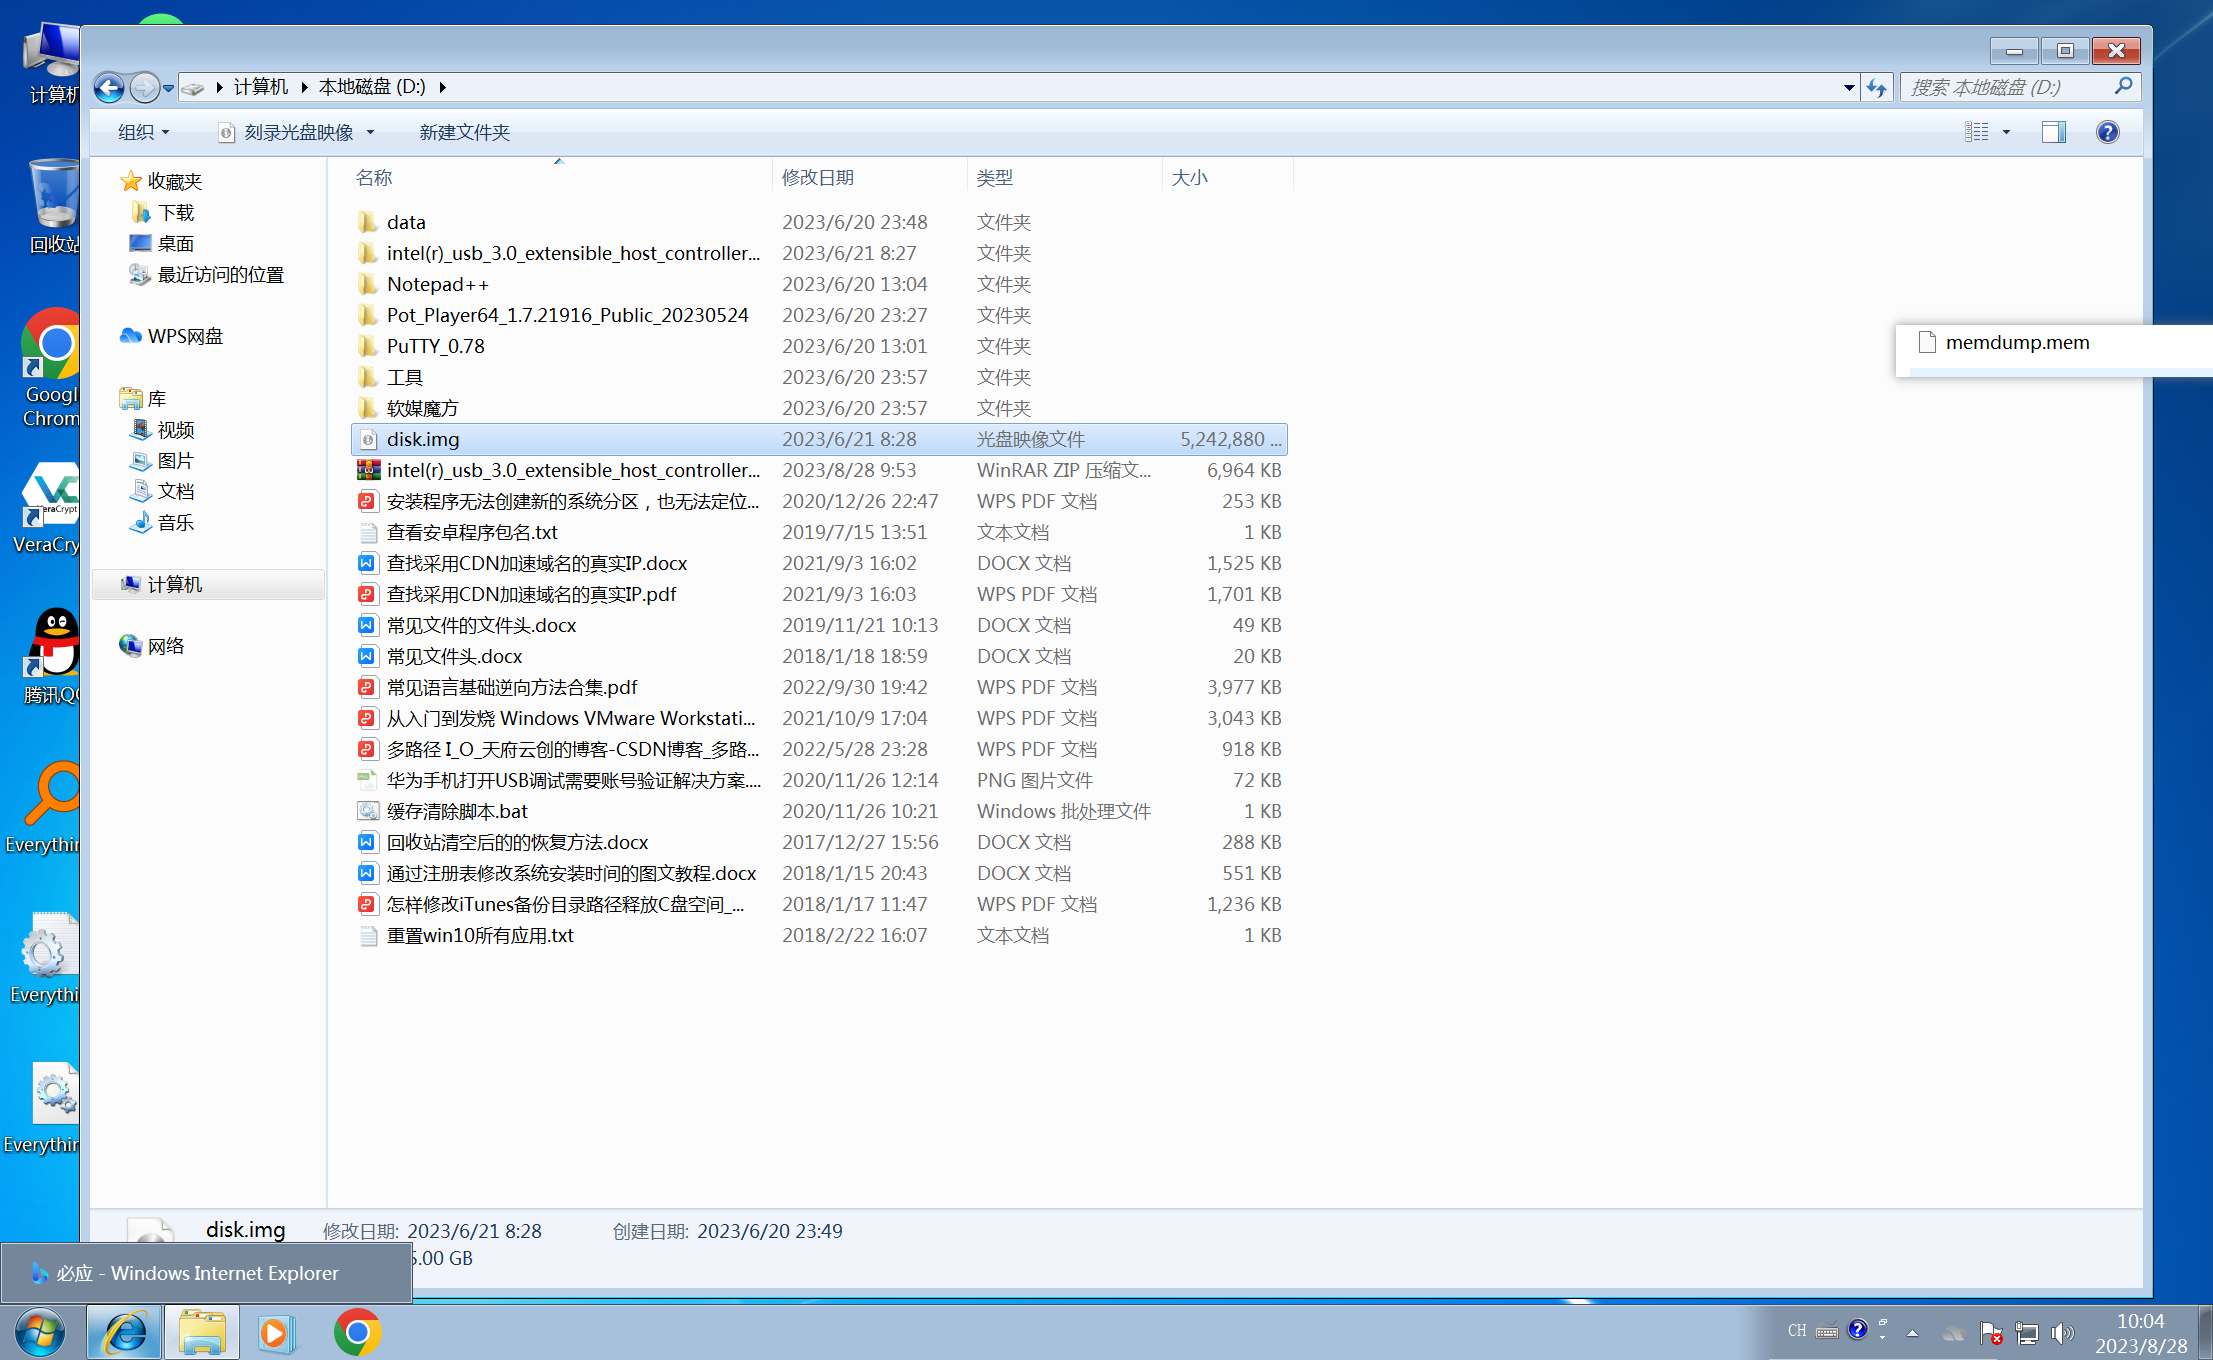 计算机
回收站
Googl
Chrom
VeraCry
腾讯QQ
Everythin
Everythi
Everythin
计算机
本地磁盘 (D:)
搜索 本地磁盘 (D:)
组织
刻录光盘映像
新建文件夹
收藏夹
下载
桌面
最近访问的位置
WPS网盘
库
视频
图片
文档
音乐
计算机
网络
名称 修改日期 类型 大小
data 2023/6/20 23:48 文件夹
intel(r)_usb_3.0_extensible_host_controller... 2023/6/21 8:27 文件夹
Notepad++ 2023/6/20 13:04 文件夹
Pot_Player64_1.7.21916_Public_20230524 2023/6/20 23:27 文件夹
PuTTY_0.78 2023/6/20 13:01 文件夹
工具 2023/6/20 23:57 文件夹
软媒魔方 2023/6/20 23:57 文件夹
disk.img 2023/6/21 8:28 光盘映像文件 5,242,880 ...
intel(r)_usb_3.0_extensible_host_controller... 2023/8/28 9:53 WinRAR ZIP 压缩文... 6,964 KB
安装程序无法创建新的系统分区，也无法定位... 2020/12/26 22:47 WPS PDF 文档 253 KB
查看安卓程序包名.txt 2019/7/15 13:51 文本文档 1 KB
查找采用CDN加速域名的真实IP.docx 2021/9/3 16:02 DOCX 文档 1,525 KB
查找采用CDN加速域名的真实IP.pdf 2021/9/3 16:03 WPS PDF 文档 1,701 KB
常见文件的文件头.docx 2019/11/21 10:13 DOCX 文档 49 KB
常见文件头.docx 2018/1/18 18:59 DOCX 文档 20 KB
常见语言基础逆向方法合集.pdf 2022/9/30 19:42 WPS PDF 文档 3,977 KB
从入门到发烧 Windows VMware Workstati... 2021/10/9 17:04 WPS PDF 文档 3,043 KB
多路径 I_O_天府云创的博客-CSDN博客_多路... 2022/5/28 23:28 WPS PDF 文档 918 KB
华为手机打开USB调试需要账号验证解决方案.... 2020/11/26 12:14 PNG 图片文件 72 KB
缓存清除脚本.bat 2020/11/26 10:21 Windows 批处理文件 1 KB
回收站清空后的的恢复方法.docx 2017/12/27 15:56 DOCX 文档 288 KB
通过注册表修改系统安装时间的图文教程.docx 2018/1/15 20:43 DOCX 文档 551 KB
怎样修改iTunes备份目录路径释放C盘空间_... 2018/1/17 11:47 WPS PDF 文档 1,236 KB
重置win10所有应用.txt 2018/2/22 16:07 文本文档 1 KB
memdump.mem
disk.img 修改日期: 2023/6/21 8:28 创建日期: 2023/6/20 23:49
.00 GB
必应 - Windows Internet Explorer
CH
10:04
2023/8/28